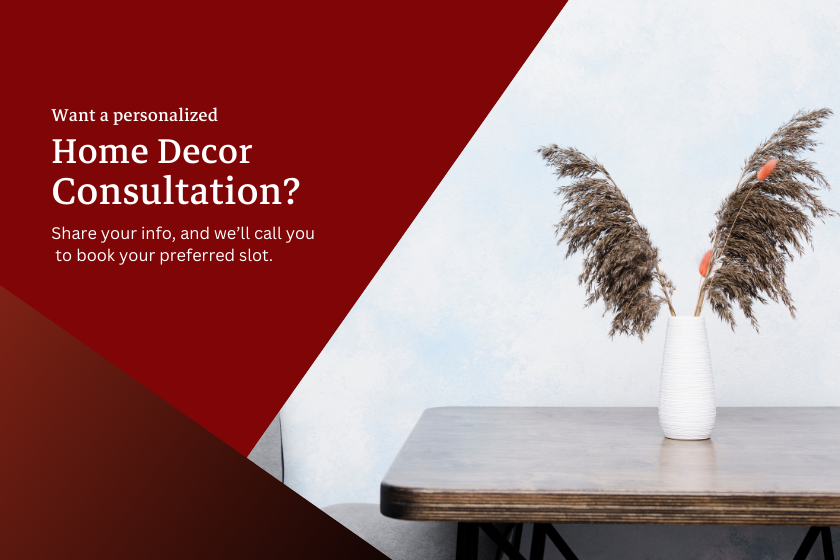 Want a personalized
Home Decor
Consultation?
Share your info, and we’ll call you
to book your preferred slot.